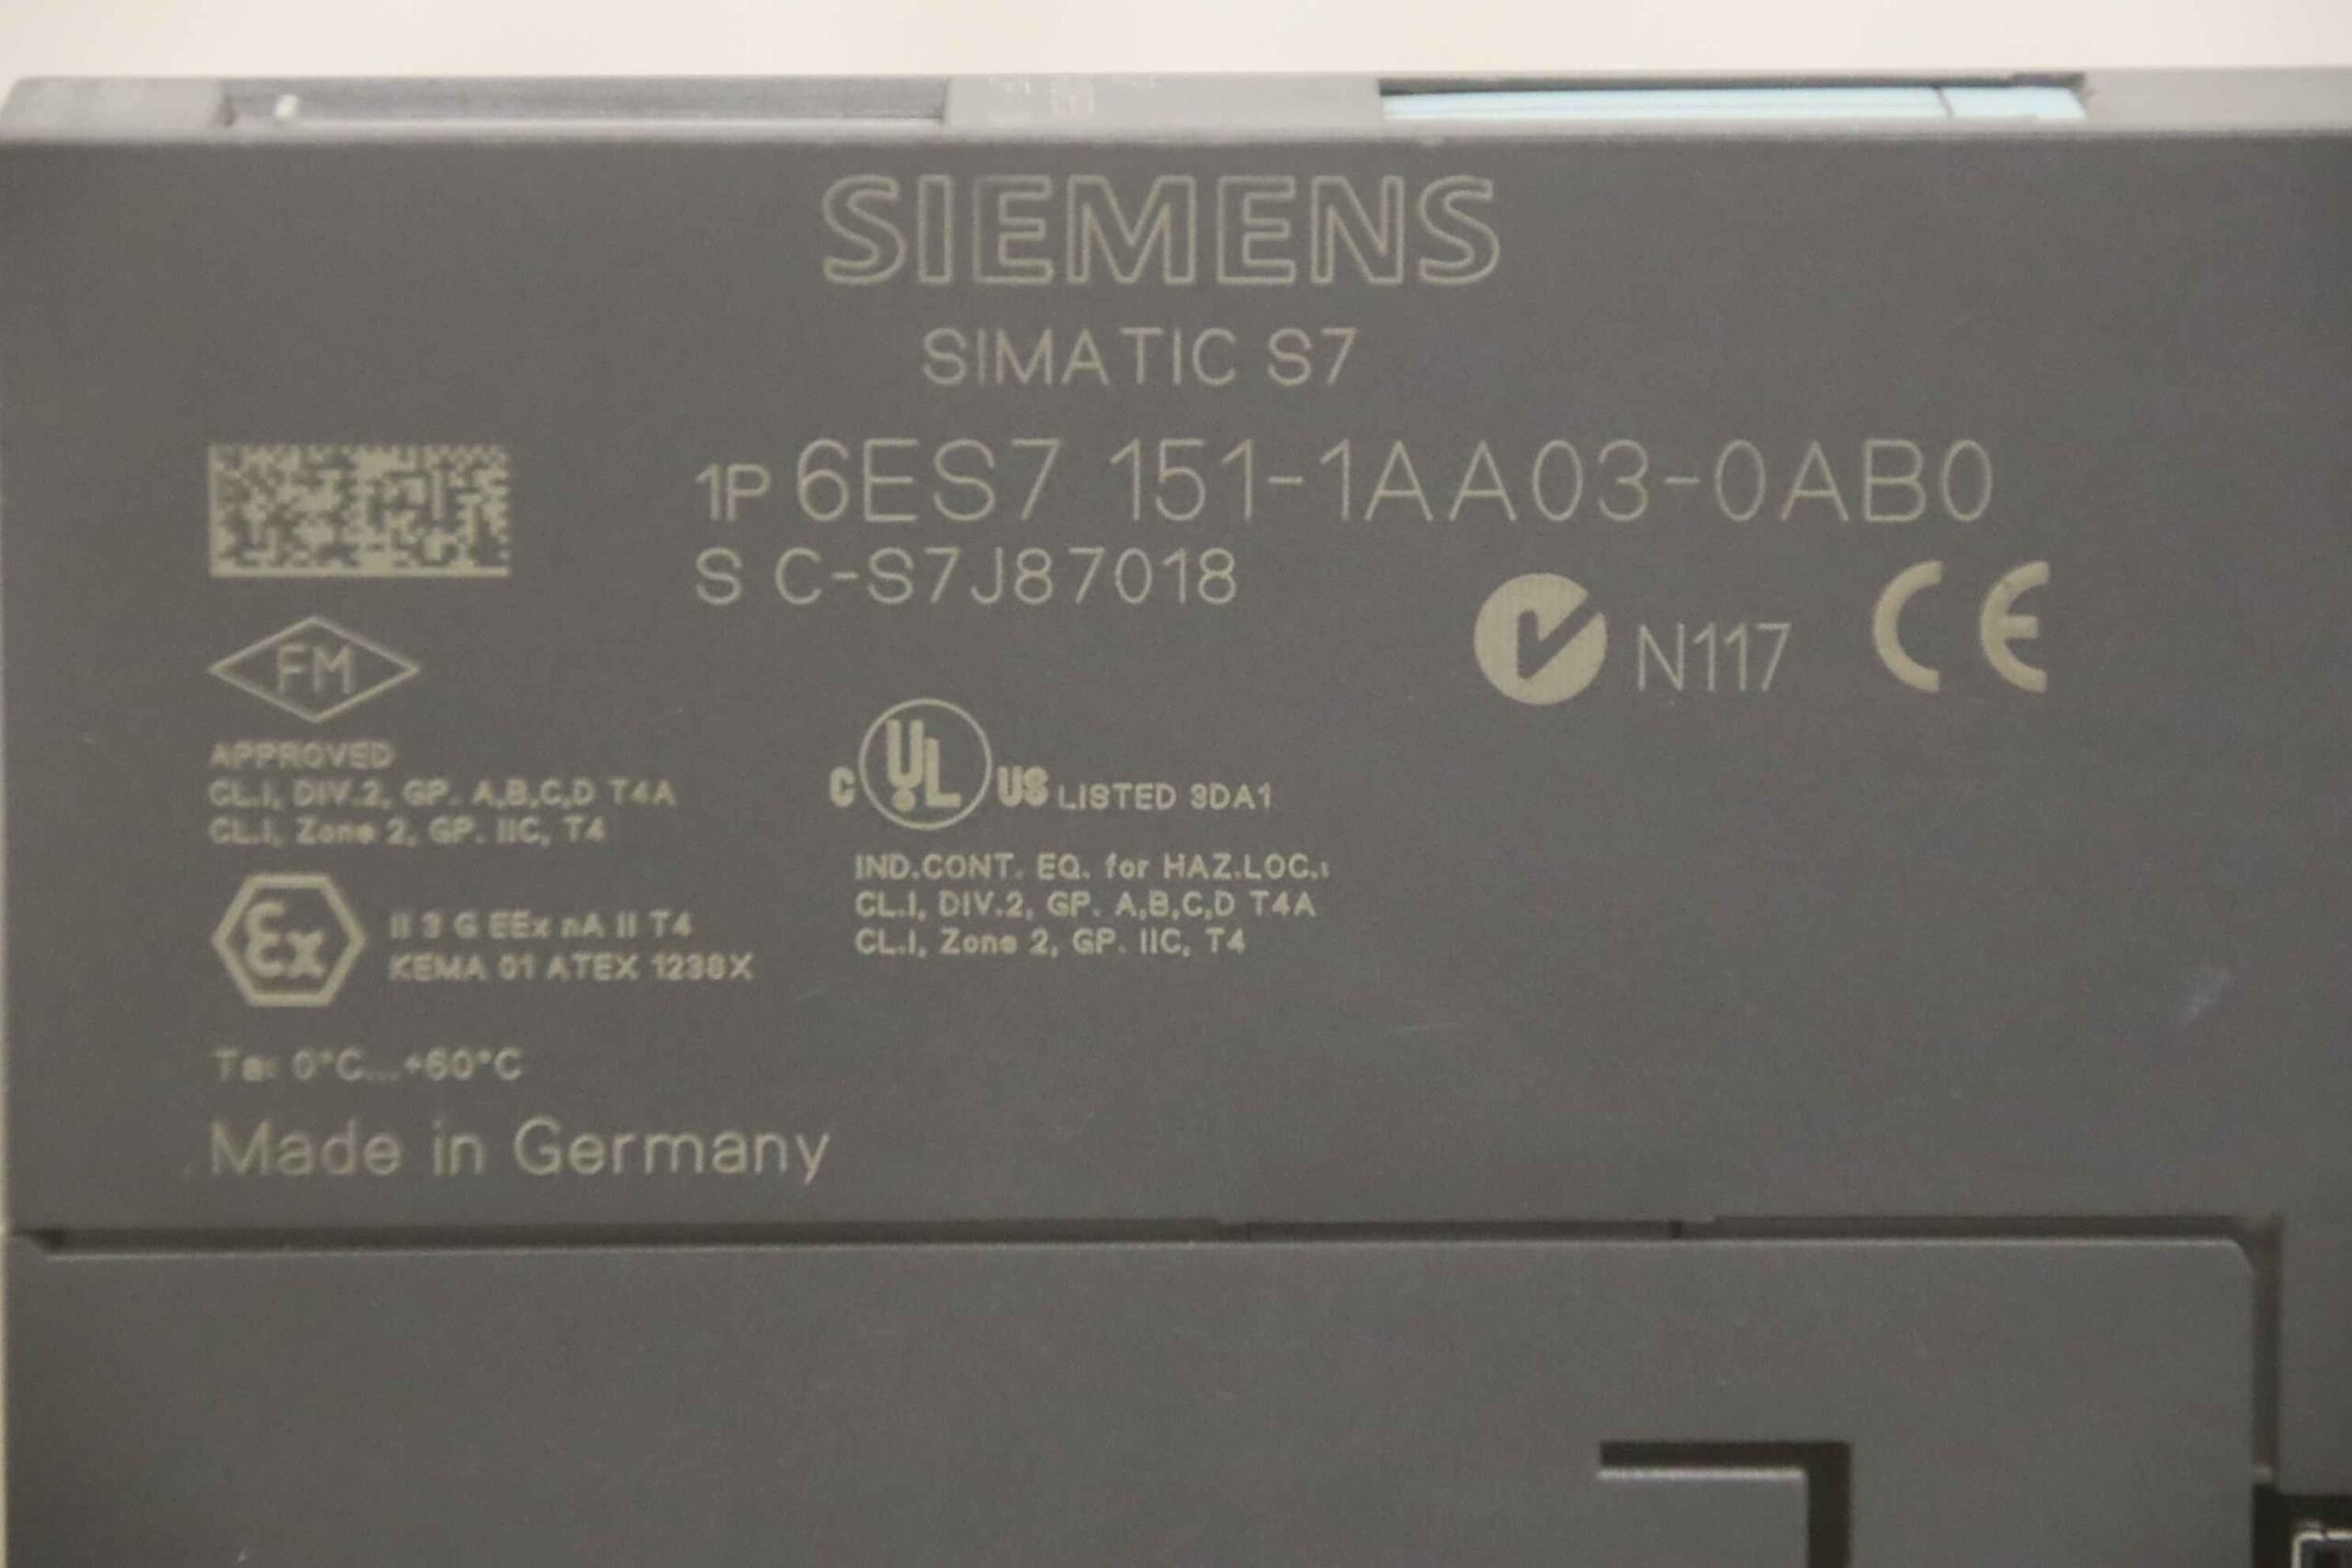 SIEMENS
SIMATIC S7
1P 6ES7 151-1AA03-0AB0
S C-S7J87018
N117 CE
FM
APPROVED
CL.I, DIV.2, GP. A,B,C,D T4A
CL.I, Zone 2, GP. IIC, T4
C UL US LISTED 9DA1
IND.CONT. EQ. for HAZ.LOC.:
CL.I, DIV.2, GP. A,B,C,D T4A
CL.I, Zone 2, GP. IIC, T4
Ex II 3 G EEx nA II T4
KEMA 01 ATEX 1238X
Ta: 0°C...+60°C
Made in Germany